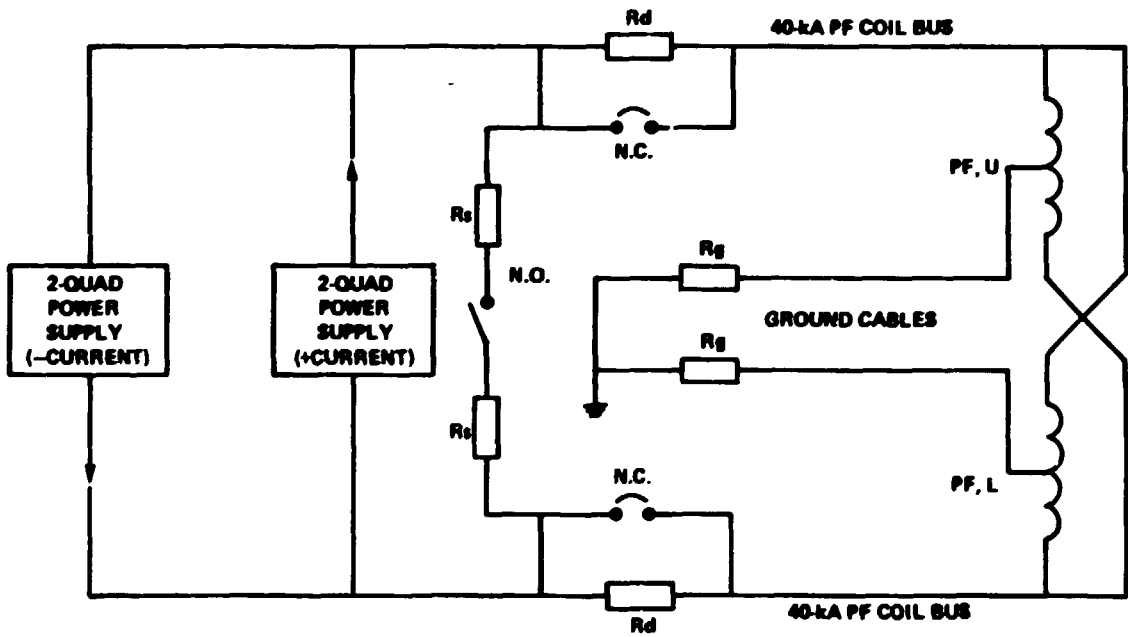 Rd
40-kA PF COIL BUS
N.C.
PF, U
Rs
Rg
N.O.
2-QUAD
POWER
SUPPLY
(–CURRENT)
2-QUAD
POWER
SUPPLY
(+CURRENT)
GROUND CABLES
Rg
Rs
N.C.
PF, L
40-kA PF COIL BUS
Rd